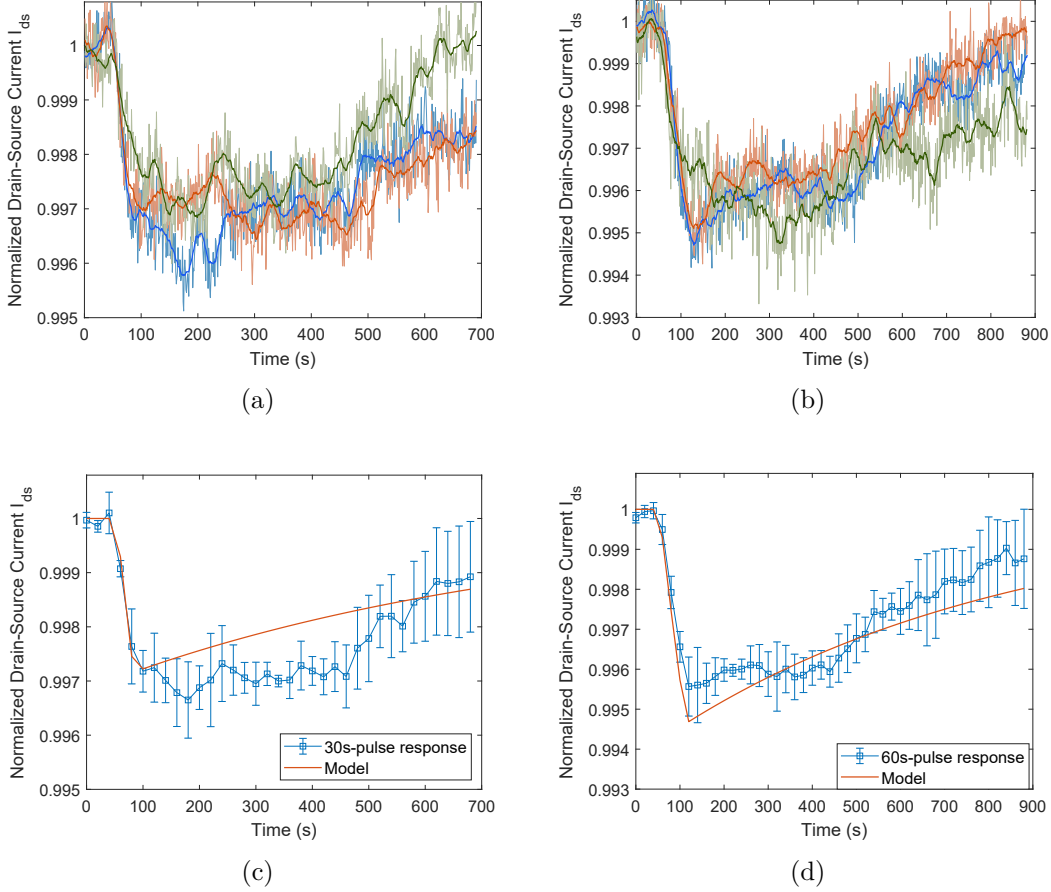 Normalized Drain-Source Current I_ds
1
0.999
0.998
0.997
0.996
0.995
0 100 200 300 400 500 600 700
Time (s)
(a)
Normalized Drain-Source Current I_ds
1
0.999
0.998
0.997
0.996
0.995
0.994
0.993
0 100 200 300 400 500 600 700 800 900
Time (s)
(b)
Normalized Drain-Source Current I_ds
1
0.999
0.998
0.997
0.996
0.995
0 100 200 300 400 500 600 700
30s-pulse response
Model
Time (s)
(c)
Normalized Drain-Source Current I_ds
1
0.999
0.998
0.997
0.996
0.995
0.994
0.993
0 100 200 300 400 500 600 700 800 900
60s-pulse response
Model
Time (s)
(d)